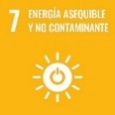 7 ENERGÍA ASEQUIBLE
Y NO CONTAMINANTE